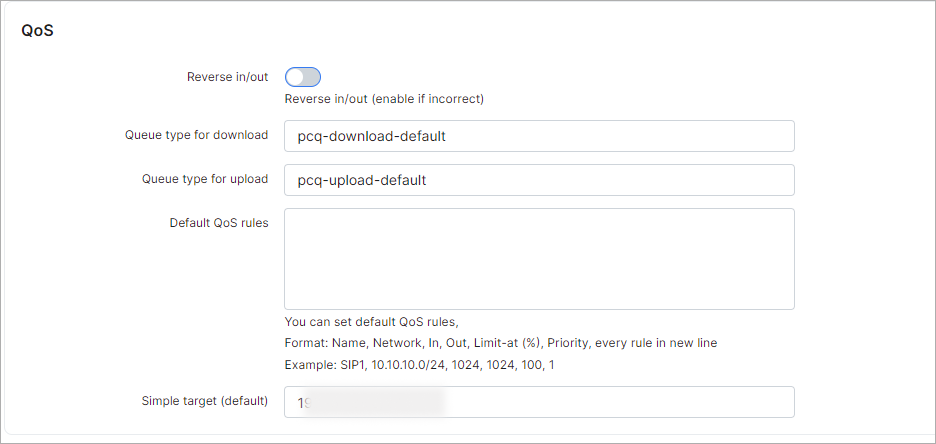 QoS
Reverse in/out
Reverse in/out (enable if incorrect)
Queue type for download
pcq-download-default
Queue type for upload
pcq-upload-default
Default QoS rules
You can set default QoS rules,
Format: Name, Network, In, Out, Limit-at (%), Priority, every rule in new line
Example: SIP1, 10.10.10.0/24, 1024, 1024, 100, 1
Simple target (default)